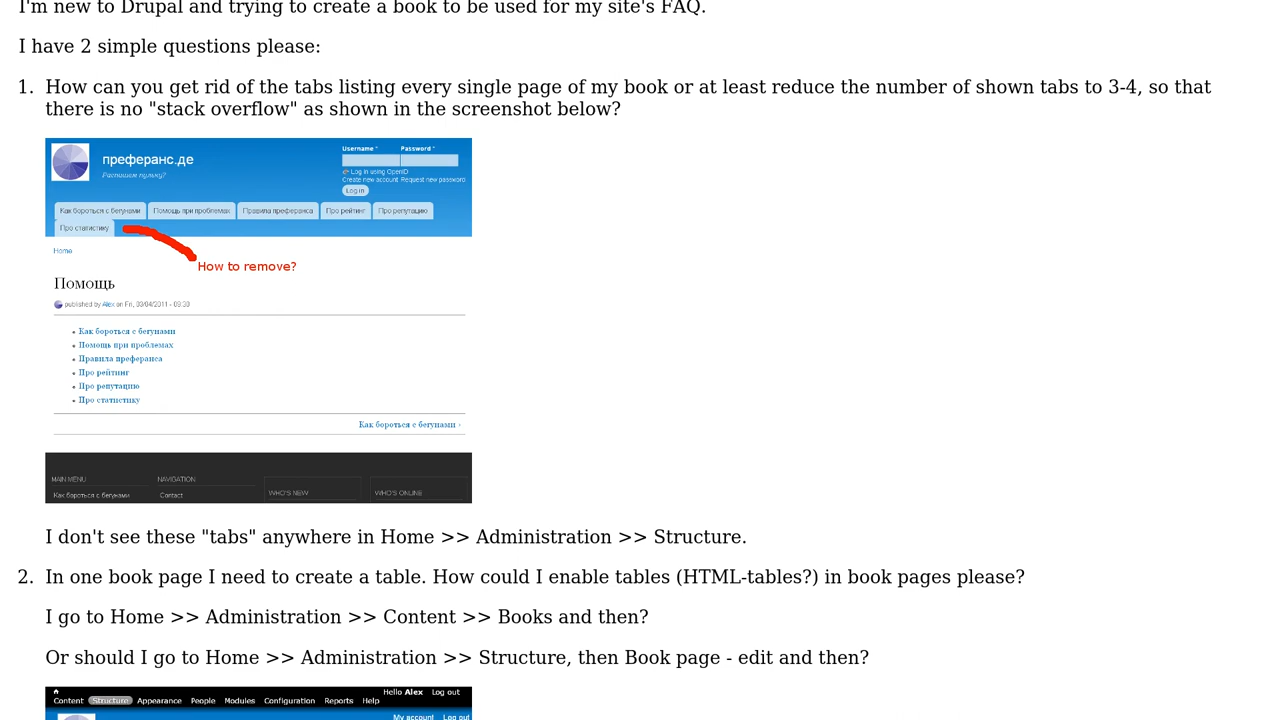 I'm new to Drupal and trying to create a book to be used for my site's FAQ.
I have 2 simple questions please:
1. How can you get rid of the tabs listing every single page of my book or at least reduce the number of shown tabs to 3-4, so that
there is no "stack overflow" as shown in the screenshot below?
преферанс.де
Распишем пульку?
Username * Password *
Log in using OpenID
Create new account Request new password
Log in
Как бороться с бегунами Помощь при проблемах Правила преферанса Про рейтинг Про репутацию
Про статистику
Home
How to remove?
Помощь
published by Alex on Fri, 03/04/2011 - 09:30
Как бороться с бегунами
Помощь при проблемах
Правила преферанса
Про рейтинг
Про репутацию
Про статистику
Как бороться с бегунами ›
MAIN MENU NAVIGATION
WHO'S NEW WHO'S ONLINE
Как бороться с бегунами Contact
I don't see these "tabs" anywhere in Home >> Administration >> Structure.
2. In one book page I need to create a table. How could I enable tables (HTML-tables?) in book pages please?
I go to Home >> Administration >> Content >> Books and then?
Or should I go to Home >> Administration >> Structure, then Book page - edit and then?
Hello Alex Log out
Content Structure Appearance People Modules Configuration Reports Help
My account Log out